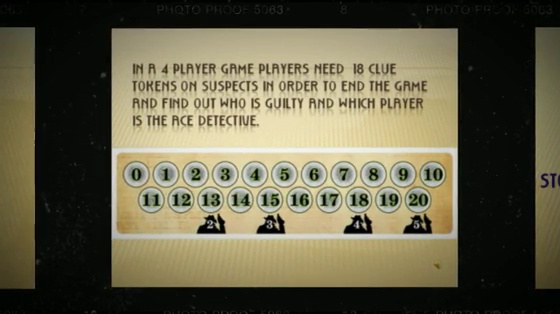 PHOTO PROOF 5063
8
PHOTO PROOF 5063
IN A 4 PLAYER GAME PLAYERS NEED 18 CLUE
TOKENS ON SUSPECTS IN ORDER TO END THE GAME
AND FIND OUT WHO IS GUILTY AND WHICH PLAYER
IS THE ACE DETECTIVE.
0 1 2 3 4 5 6 7 8 9 10
11 12 13 14 15 16 17 18 19 20
2 3 4 5